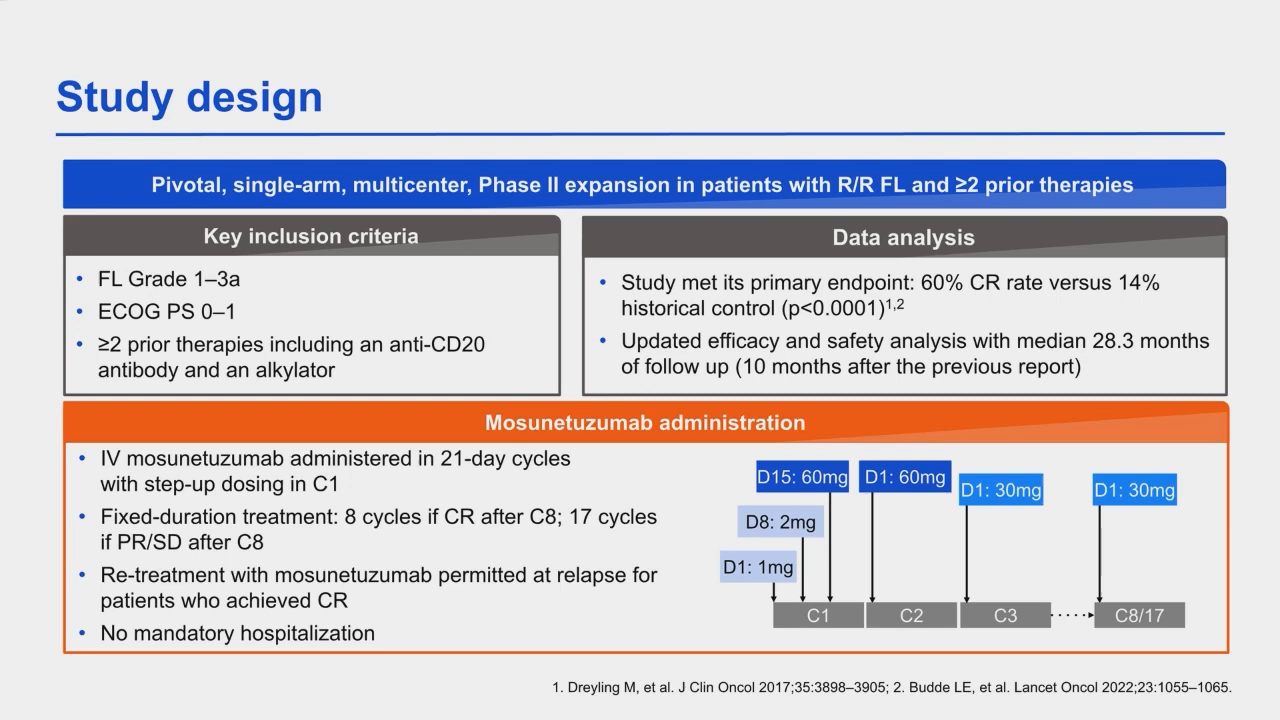 Study design
Pivotal, single-arm, multicenter, Phase II expansion in patients with R/R FL and ≥2 prior therapies
Key inclusion criteria
• FL Grade 1–3a
• ECOG PS 0–1
• ≥2 prior therapies including an anti-CD20
antibody and an alkylator
Data analysis
• Study met its primary endpoint: 60% CR rate versus 14%
historical control (p<0.0001)1,2
• Updated efficacy and safety analysis with median 28.3 months
of follow up (10 months after the previous report)
Mosunetuzumab administration
• IV mosunetuzumab administered in 21-day cycles
with step-up dosing in C1
• Fixed-duration treatment: 8 cycles if CR after C8; 17 cycles
if PR/SD after C8
• Re-treatment with mosunetuzumab permitted at relapse for
patients who achieved CR
• No mandatory hospitalization
D15: 60mg
D1: 60mg
D1: 30mg
D1: 30mg
D8: 2mg
D1: 1mg
C1
C2
C3
C8/17
1. Dreyling M, et al. J Clin Oncol 2017;35:3898–3905; 2. Budde LE, et al. Lancet Oncol 2022;23:1055–1065.